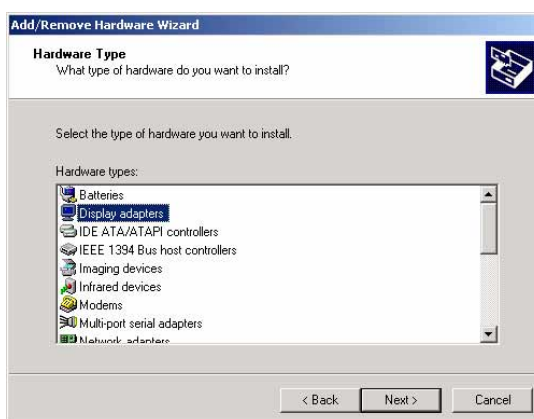 Add/Remove Hardware Wizard
Hardware Type
What type of hardware do you want to install?
Select the type of hardware you want to install.
Hardware types:
Batteries
Display adapters
IDE ATA/ATAPI controllers
IEEE 1394 Bus host controllers
Imaging devices
Infrared devices
Modems
Multi-port serial adapters
Network adapters
< Back Next > Cancel